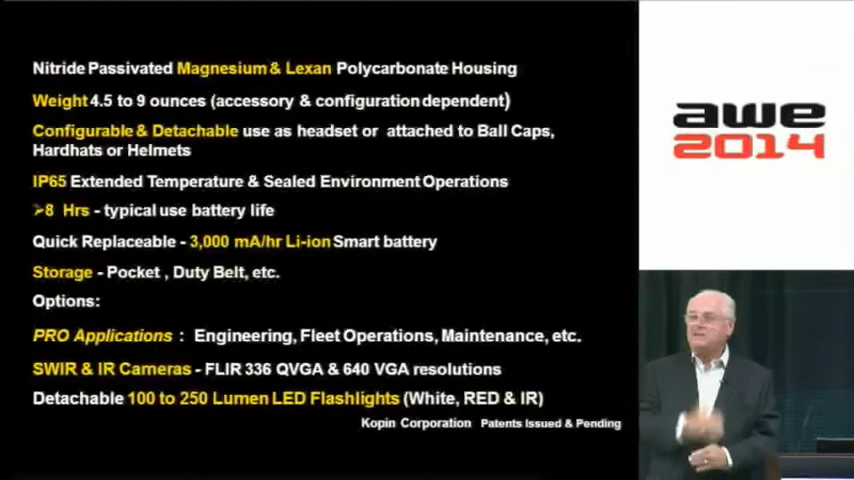 Nitride Passivated Magnesium & Lexan Polycarbonate Housing
Weight 4.5 to 9 ounces (accessory & configuration dependent)
Configurable & Detachable use as headset or attached to Ball Caps,
Hardhats or Helmets
IP65 Extended Temperature & Sealed Environment Operations
➢8 Hrs - typical use battery life
Quick Replaceable - 3,000 mA/hr Li-ion Smart battery
Storage - Pocket , Duty Belt, etc.
Options:
PRO Applications : Engineering, Fleet Operations, Maintenance, etc.
SWIR & IR Cameras - FLIR 336 QVGA & 640 VGA resolutions
Detachable 100 to 250 Lumen LED Flashlights (White, RED & IR)
Kopin Corporation Patents Issued & Pending
awe
2014